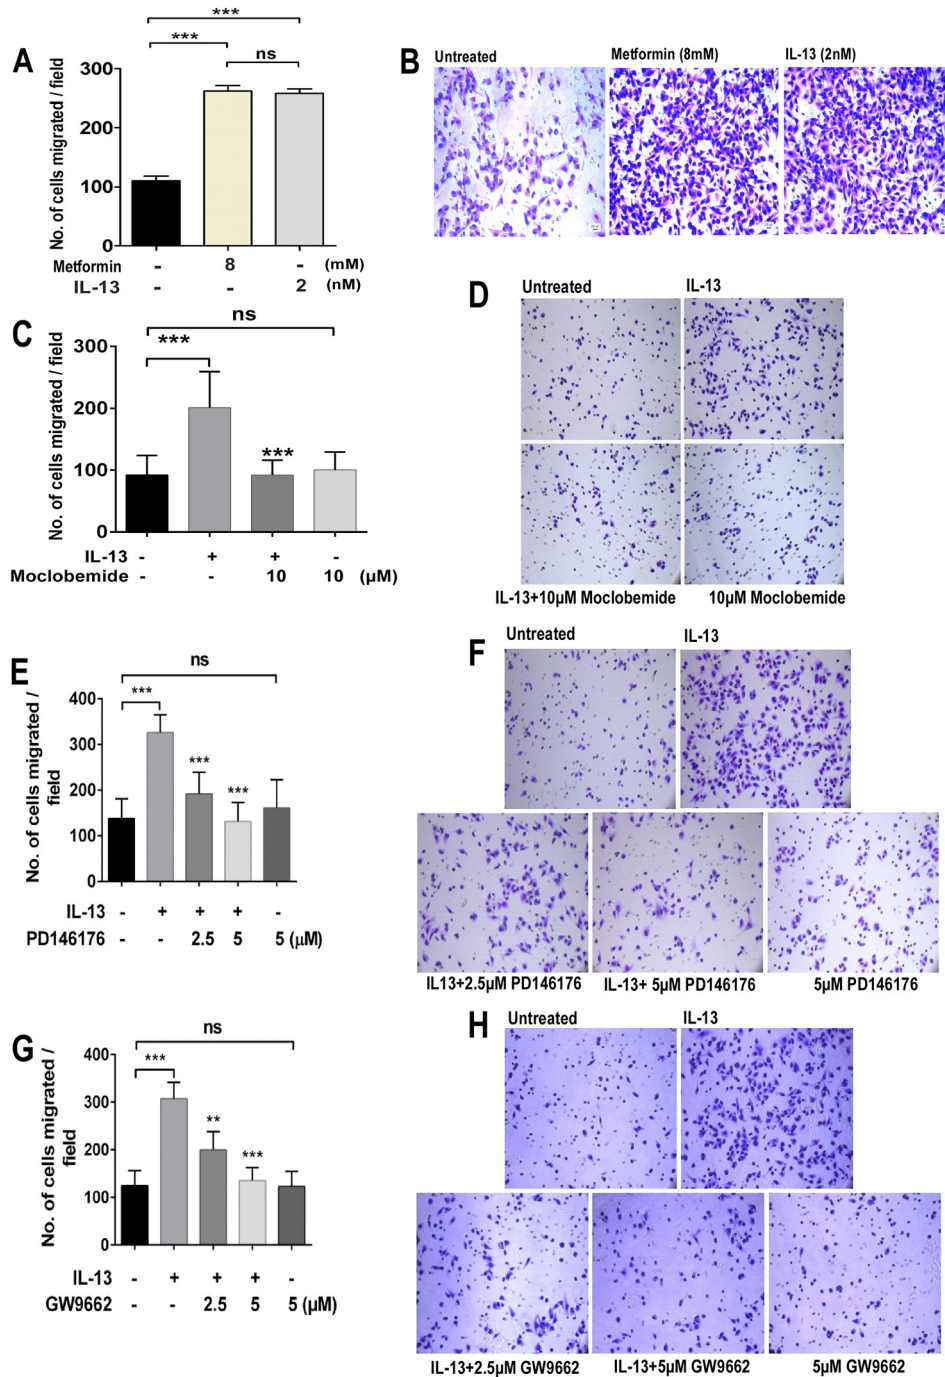 A
***
***
ns
No. of cells migrated / field
300
200
100
0
Metformin - 8 - (mM)
IL-13 - - 2 (nM)
B
Untreated Metformin (8mM) IL-13 (2nM)
C
ns
***
***
No. of cells migrated / field
300
200
100
0
IL-13 - + + -
Moclobemide - - 10 10 (µM)
D
Untreated IL-13
IL-13+10µM Moclobemide 10µM Moclobemide
E
ns
***
***
***
No. of cells migrated /
field
400
300
200
100
0
IL-13 - + + + -
PD146176 - - 2.5 5 5 (µM)
F
Untreated IL-13
IL13+2.5µM PD146176 IL-13+ 5µM PD146176 5µM PD146176
G
ns
***
**
***
No. of cells migrated /
field
400
300
200
100
0
IL-13 - + + + -
GW9662 - - 2.5 5 5 (µM)
H
Untreated IL-13
IL-13+2.5µM GW9662 IL-13+5µM GW9662 5µM GW9662